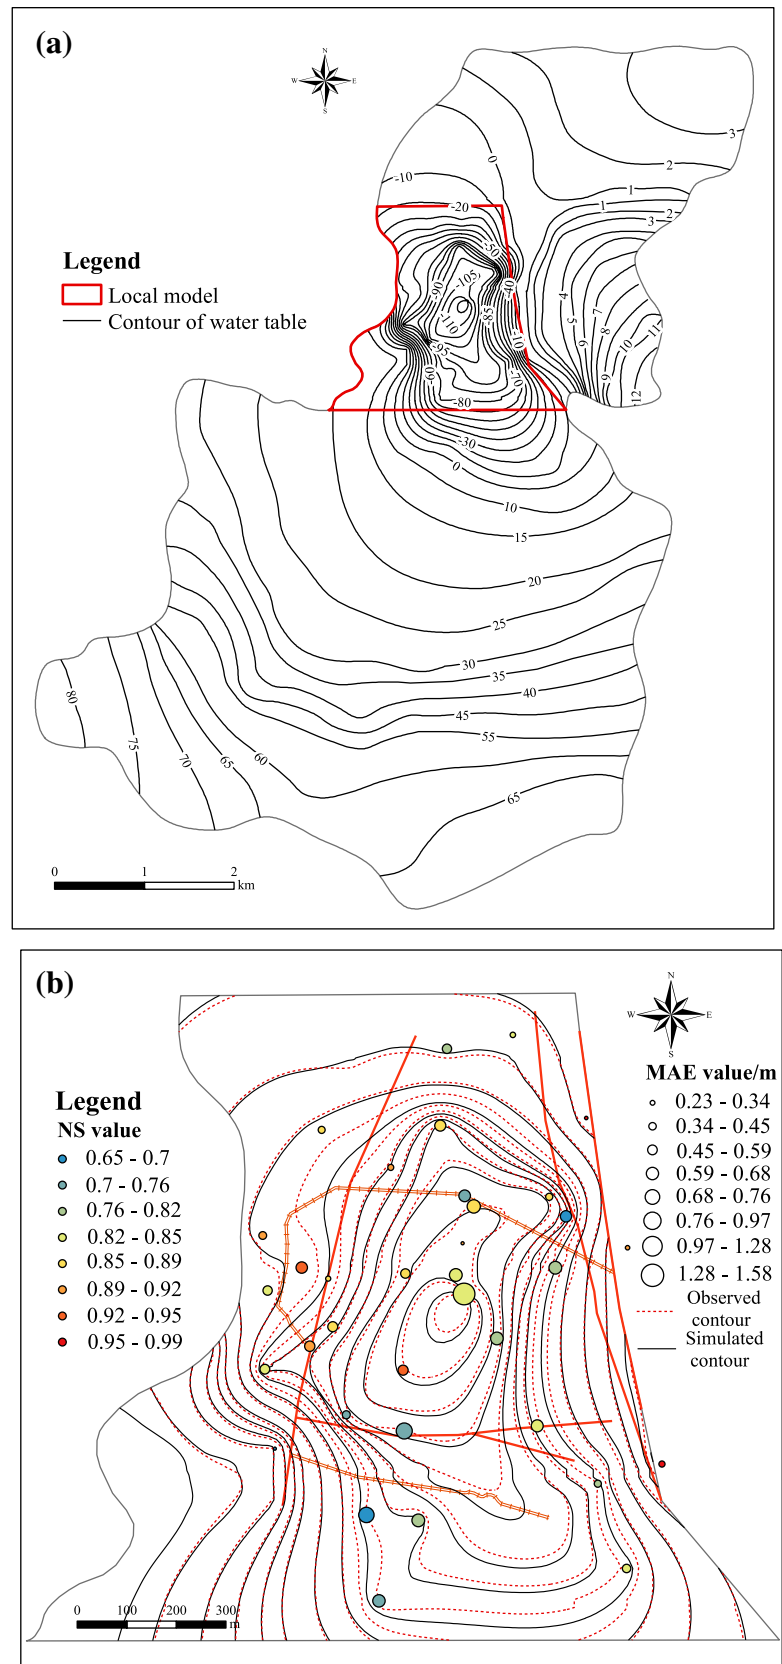 (a)
N
W E
S
Legend
Local model
Contour of water table
3
2
1
0
-10
-20
1
2
3
-50
-105
-90
-40
4
7
5
8
-110
-85
-10
6
10
11
-95
-60
-70
9
12
-80
-30
0
10
15
20
25
30
35
40
45
55
80
75
70
65
60
65
0 1 2
km
(b)
N
W E
S
MAE value/m
0.23 - 0.34
0.34 - 0.45
0.45 - 0.59
0.59 - 0.68
0.68 - 0.76
0.76 - 0.97
0.97 - 1.28
1.28 - 1.58
Observed
contour
Simulated
contour
Legend
NS value
0.65 - 0.7
0.7 - 0.76
0.76 - 0.82
0.82 - 0.85
0.85 - 0.89
0.89 - 0.92
0.92 - 0.95
0.95 - 0.99
0 100 200 300
m